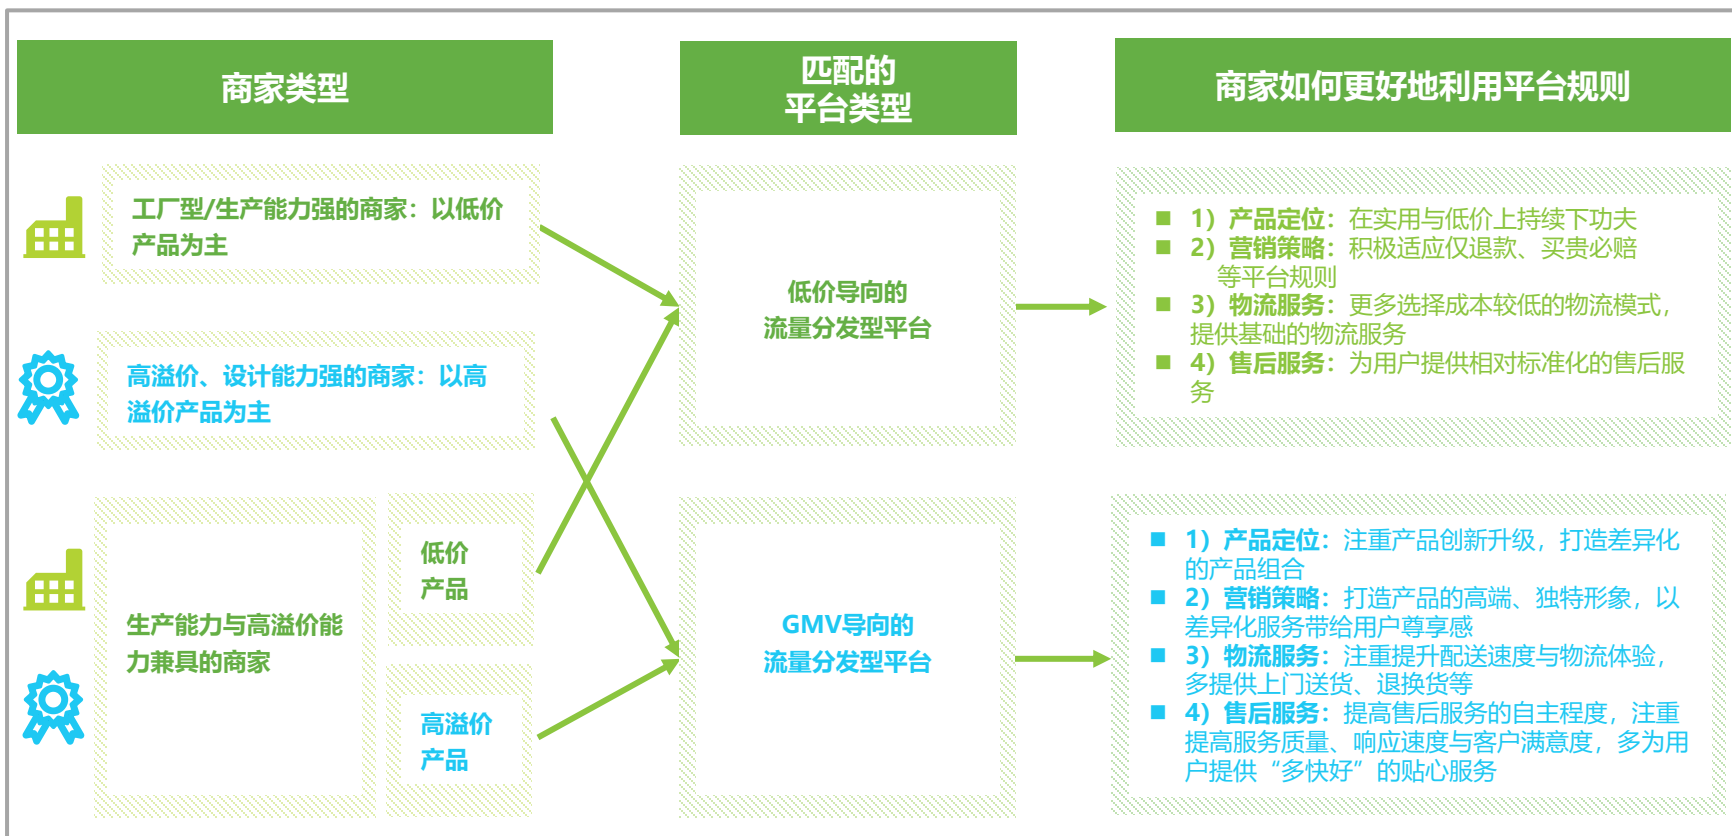 商家类型
匹配的
平台类型
商家如何更好地利用平台规则
工厂型/生产能力强的商家：以低价
产品为主
高溢价、设计能力强的商家：以高
溢价产品为主
生产能力与高溢价能
力兼具的商家
低价
产品
高溢价
产品
低价导向的
流量分发型平台
GMV导向的
流量分发型平台
■ 1）产品定位：在实用与低价上持续下功夫
■ 2）营销策略：积极适应仅退款、买贵必赔
等平台规则
■ 3）物流服务：更多选择成本较低的物流模式，
提供基础的物流服务
■ 4）售后服务：为用户提供相对标准化的售后服
务
■ 1）产品定位：注重产品创新升级，打造差异化
的产品组合
■ 2）营销策略：打造产品的高端、独特形象，以
差异化服务带给用户尊享感
■ 3）物流服务：注重提升配送速度与物流体验，
多提供上门送货、退换货等
■ 4）售后服务：提高售后服务的自主程度，注重
提高服务质量、响应速度与客户满意度，多为用
户提供“多快好”的贴心服务